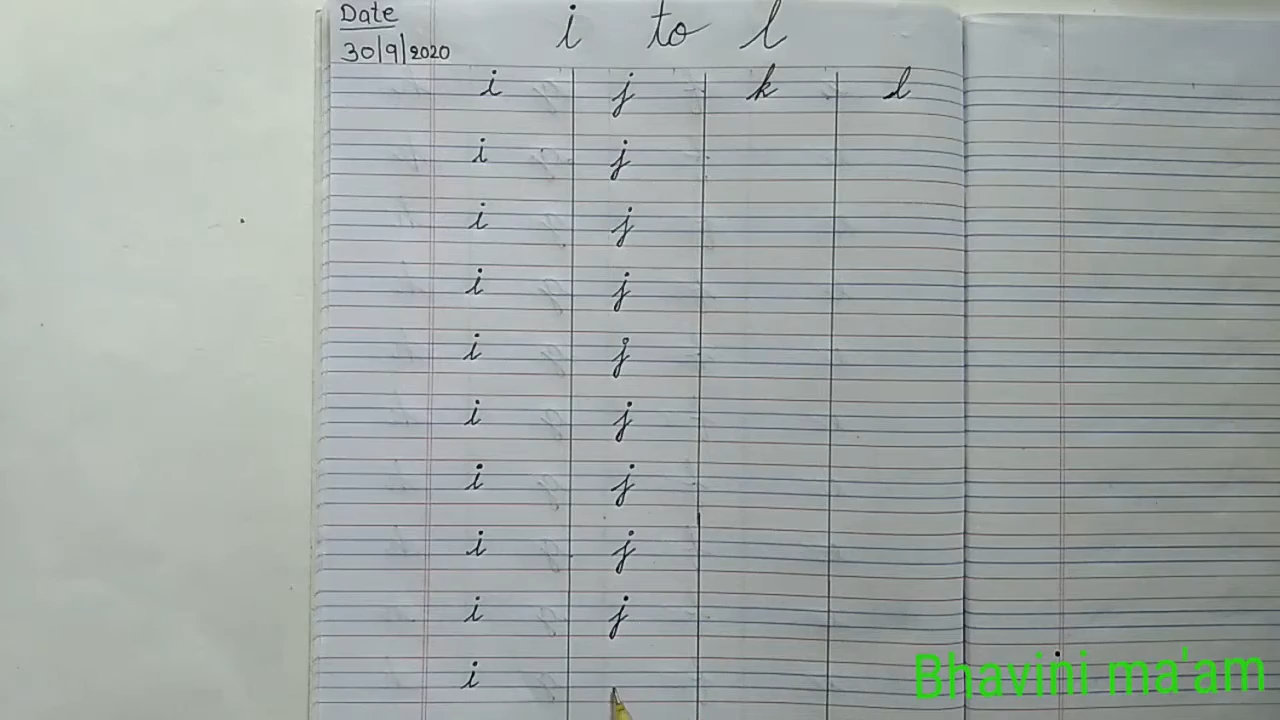 Date
30/9/2020
i to l
i j k l
i j
i j
i j
i j
i j
i j
i j
i j
i
Bhavini ma'am